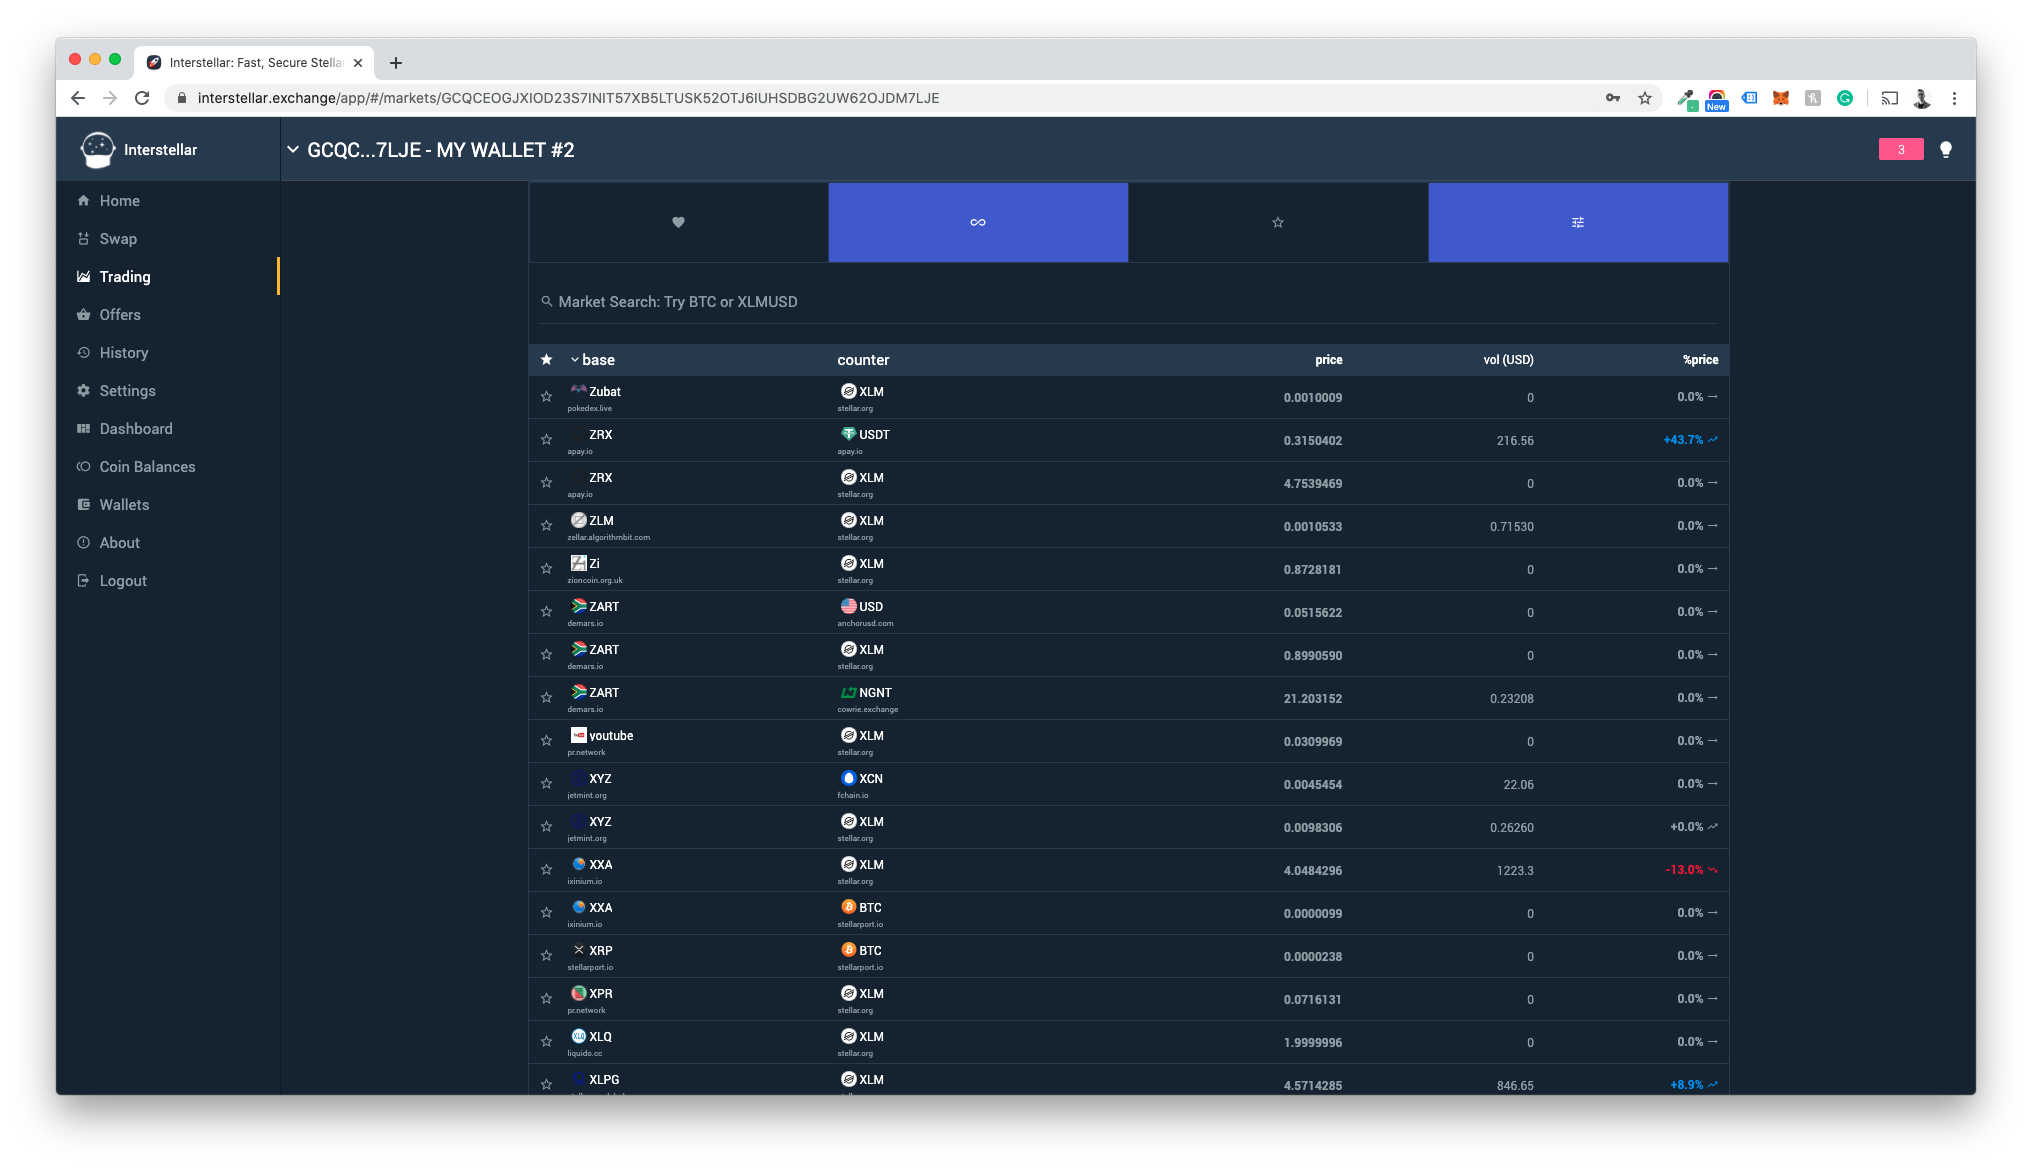 Interstellar: Fast, Secure Stella
interstellar.exchange/app/#/markets/GCQCEOGJXIOD23S7INIT57XB5LTUSK52OTJ6IUHSDBG2UW62OJDM7LJE
New
Interstellar
GCQC...7LJE - MY WALLET #2
3
Home
Swap
Trading
Offers
History
Settings
Dashboard
Coin Balances
Wallets
About
Logout
Market Search: Try BTC or XLMUSD
base counter price vol (USD) %price
Zubat XLM 0.0010009 0 0.0%
pokedex.live stellar.org
ZRX USDT 0.3150402 216.56 +43.7%
apay.io apay.io
ZRX XLM 4.7539469 0 0.0%
apay.io stellar.org
ZLM XLM 0.0010533 0.71530 0.0%
zellar.algorithmbit.com stellar.org
Zi XLM 0.8728181 0 0.0%
zioncoin.org.uk stellar.org
ZART USD 0.0515622 0 0.0%
demars.io anchorusd.com
ZART XLM 0.8990590 0 0.0%
demars.io stellar.org
ZART NGNT 21.203152 0.23208 0.0%
demars.io cowrie.exchange
youtube XLM 0.0309969 0 0.0%
pr.network stellar.org
XYZ XCN 0.0045454 22.06 0.0%
jetmint.org fchain.io
XYZ XLM 0.0098306 0.26260 +0.0%
jetmint.org stellar.org
XXA XLM 4.0484296 1223.3 -13.0%
ixinium.io stellar.org
XXA BTC 0.0000099 0 0.0%
ixinium.io stellarport.io
XRP BTC 0.0000238 0 0.0%
stellarport.io stellarport.io
XPR XLM 0.0716131 0 0.0%
pr.network stellar.org
XLQ XLM 1.9999996 0 0.0%
liquido.cc stellar.org
XLPG XLM 4.5714285 846.65 +8.9%